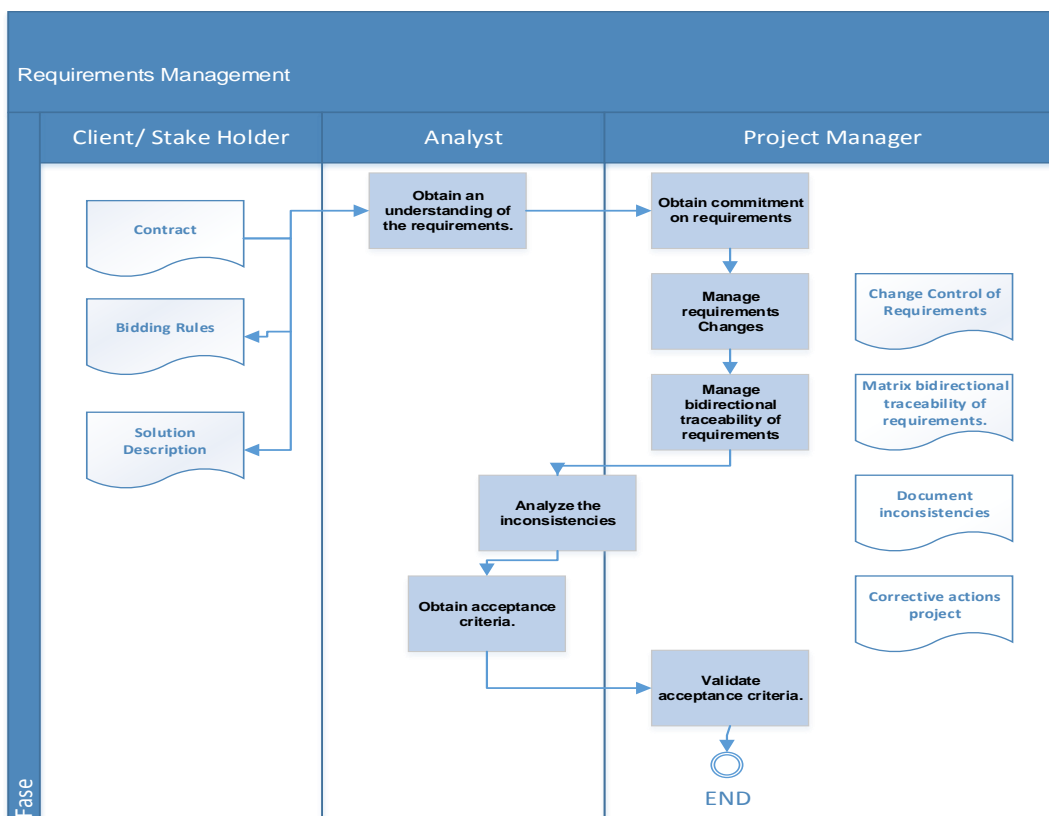 Requirements Management
Client/ Stake Holder
Analyst
Project Manager
Contract
Bidding Rules
Solution
Description
Obtain an
understanding of
the requirements.
Obtain commitment
on requirements
Manage
requirements
Changes
Change Control of
Requirements
Manage
bidirectional
traceability of
requirements
Matrix bidirectional
traceability of
requirements.
Analyze the
inconsistencies
Document
inconsistencies
Obtain acceptance
criteria.
Corrective actions
project
Validate
acceptance criteria.
END
Fase